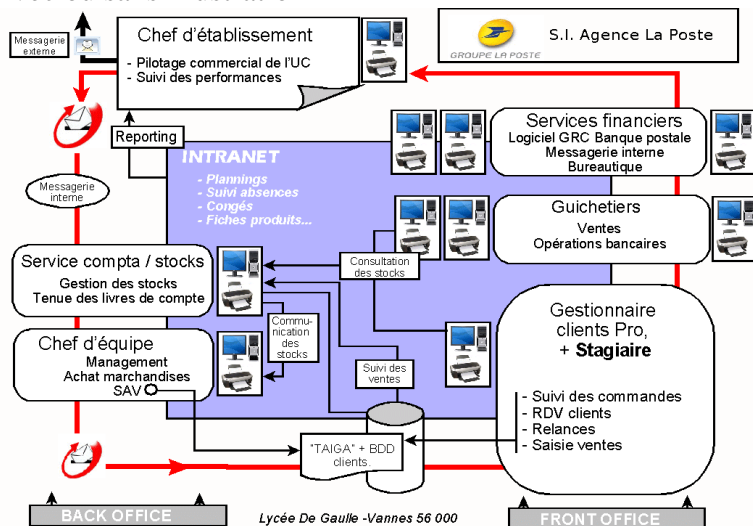 Messagerie
externe
Chef d'établissement
- Pilotage commercial de l'UC
- Suivi des performances
GROUPE LA POSTE
S.I. Agence La Poste
Reporting
INTRANET
- Plannings
- Suivi absences
- Congés
- Fiches produits...
Services financiers
Logiciel GRC Banque postale
Messagerie interne
Bureautique
Messagerie
interne
Guichetiers
Ventes
Opérations bancaires
Service compta / stocks
Gestion des stocks
Tenue des livres de compte
Consultation
des stocks
Commu-
nication
des
stocks
Chef d'équipe
Management
Achat marchandises
SAV
Suivi des
ventes
Gestionnaire
clients Pro,
+ Stagiaire
- Suivi des commandes
- RDV clients
- Relances
- Saisie ventes
"TAIGA" + BDD
clients.
BACK OFFICE
Lycée De Gaulle -Vannes 56 000
FRONT OFFICE